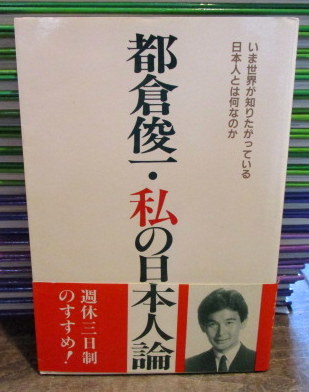 いま世界が知りたがっている
日本人とは何なのか
都倉俊一・私の日本人論
週休三日制
のすすめ！